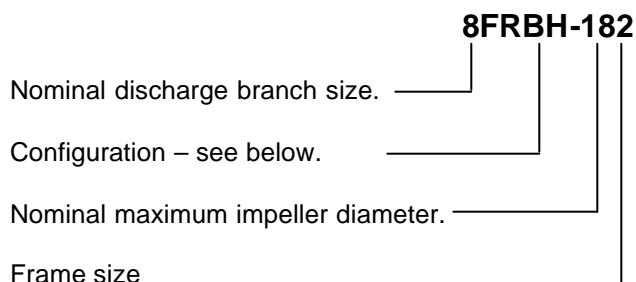 8FRBH-182
Nominal discharge branch size.
Configuration – see below.
Nominal maximum impeller diameter.
Frame size